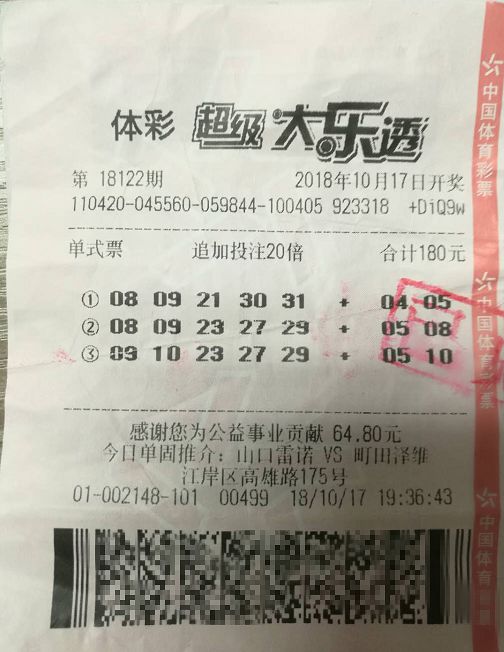 体彩 超级大乐透
第 18122期 2018年10月17日开奖
110420-045560-059844-100405 923318 +DiQ9w
单式票 追加投注20倍 合计180元
① 08 09 21 30 31 + 04 05
② 08 09 23 27 29 + 05 08
③ 09 10 23 27 29 + 05 10
感谢您为公益事业贡献 64.80元
今日单固推介: 山口雷诺 VS 町田泽维
江岸区高雄路175号
01-002148-101 00499 18/10/17 19:36:43
中国体育彩票
中国体育彩票
中国体育彩票